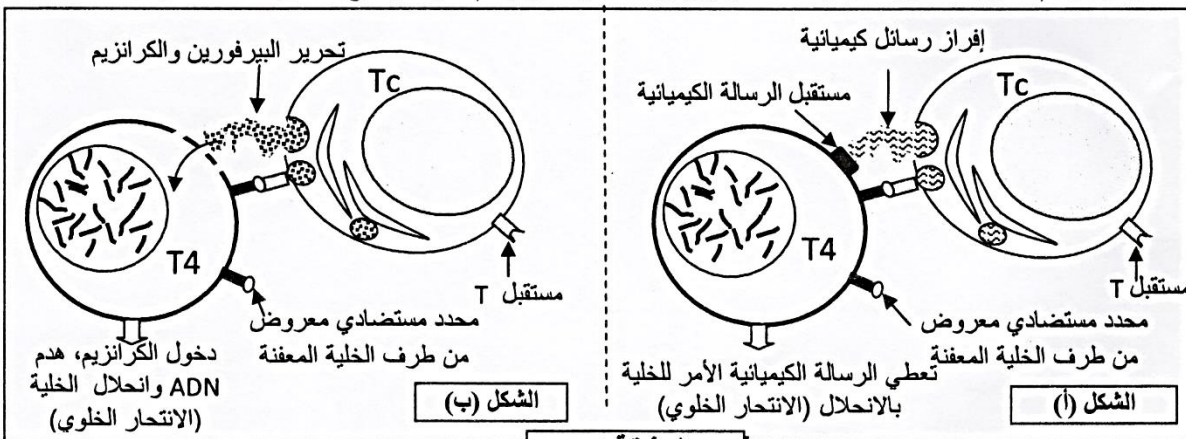 إفراز رسائل كيميائية
مستقبل الرسالة الكيميائية
Tc
T4
مستقبل T
محدد مستضادي معروض
من طرف الخلية المعفنة
تعطي الرسالة الكيميائية الأمر للخلية
بالانحلال (الانتحار الخلوي)
الشكل (أ)
تحرير البيرفورين والكرانزيم
Tc
T4
مستقبل T
محدد مستضادي معروض
من طرف الخلية المعفنة
دخول الكرانزيم، هدم
ADN وانحلال الخلية
(الانتحار الخلوي)
الشكل (ب)